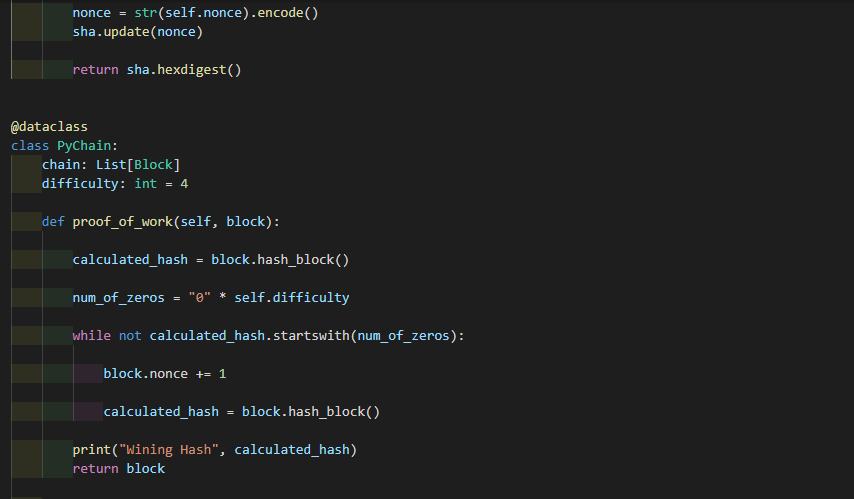 nonce = str(self.nonce).encode()
sha.update(nonce)
return sha.hexdigest()
@dataclass
class PyChain:
chain: List[Block]
difficulty: int = 4
def proof_of_work(self, block):
calculated_hash = block.hash_block()
num_of_zeros = "0" * self.difficulty
while not calculated_hash.startswith(num_of_zeros):
block.nonce += 1
calculated_hash = block.hash_block()
print("Wining Hash", calculated_hash)
return block